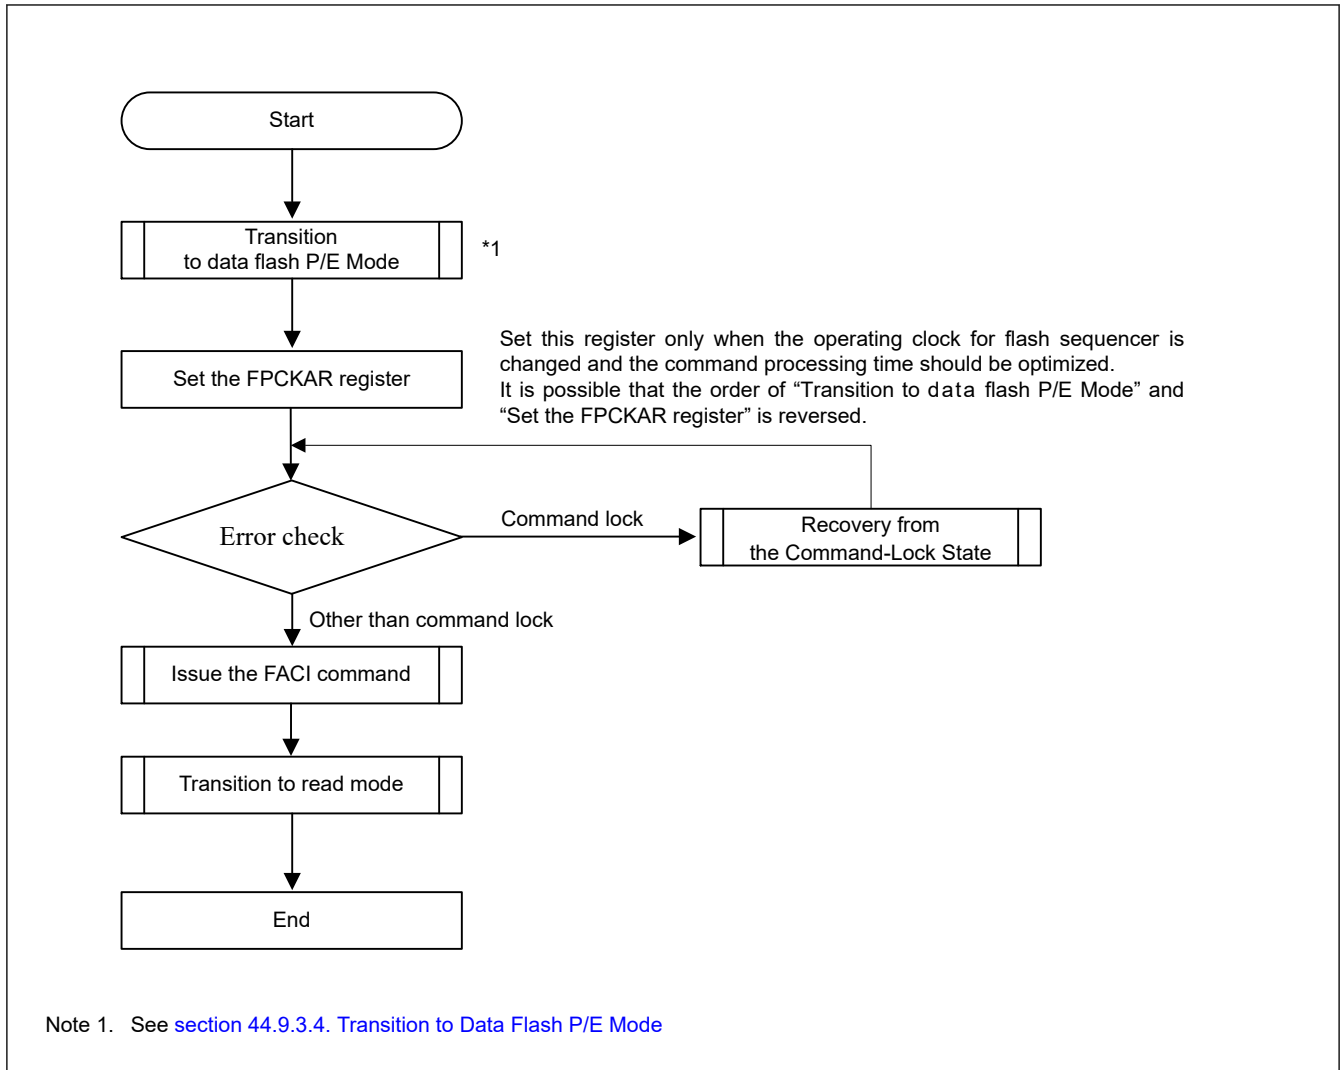 Start
Transition
to data flash P/E Mode
*1
Set this register only when the operating clock for flash sequencer is
changed and the command processing time should be optimized.
It is possible that the order of “Transition to data flash P/E Mode” and
“Set the FPCKAR register” is reversed.
Set the FPCKAR register
Error check
Command lock
Recovery from
the Command-Lock State
Other than command lock
Issue the FACI command
Transition to read mode
End
Note 1. See section 44.9.3.4. Transition to Data Flash P/E Mode